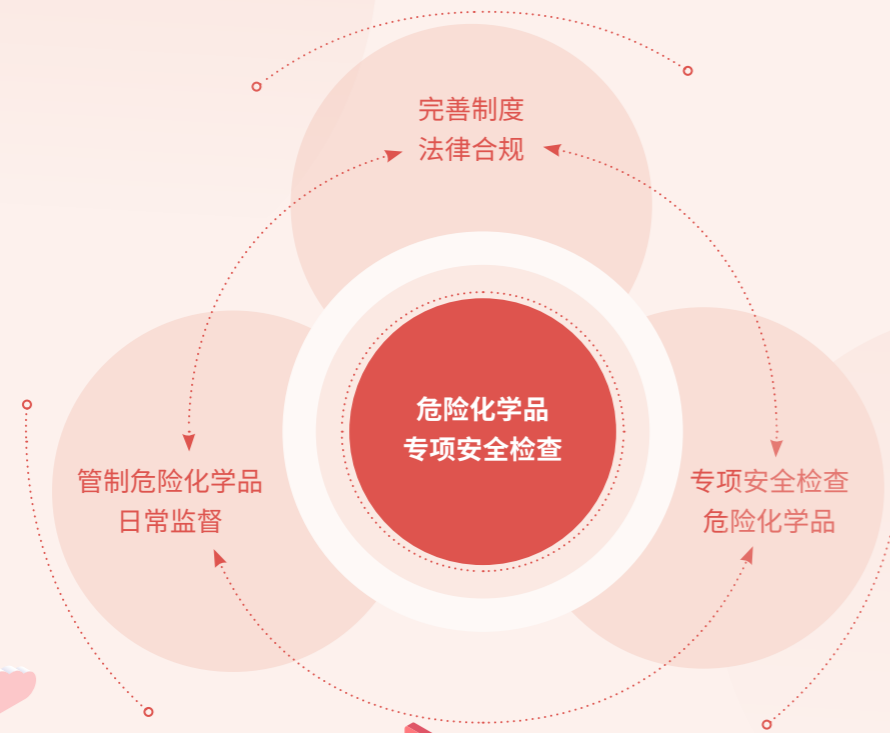 完善制度
法律合规
危险化学品
专项安全检查
管制危险化学品
日常监督
专项安全检查
危险化学品